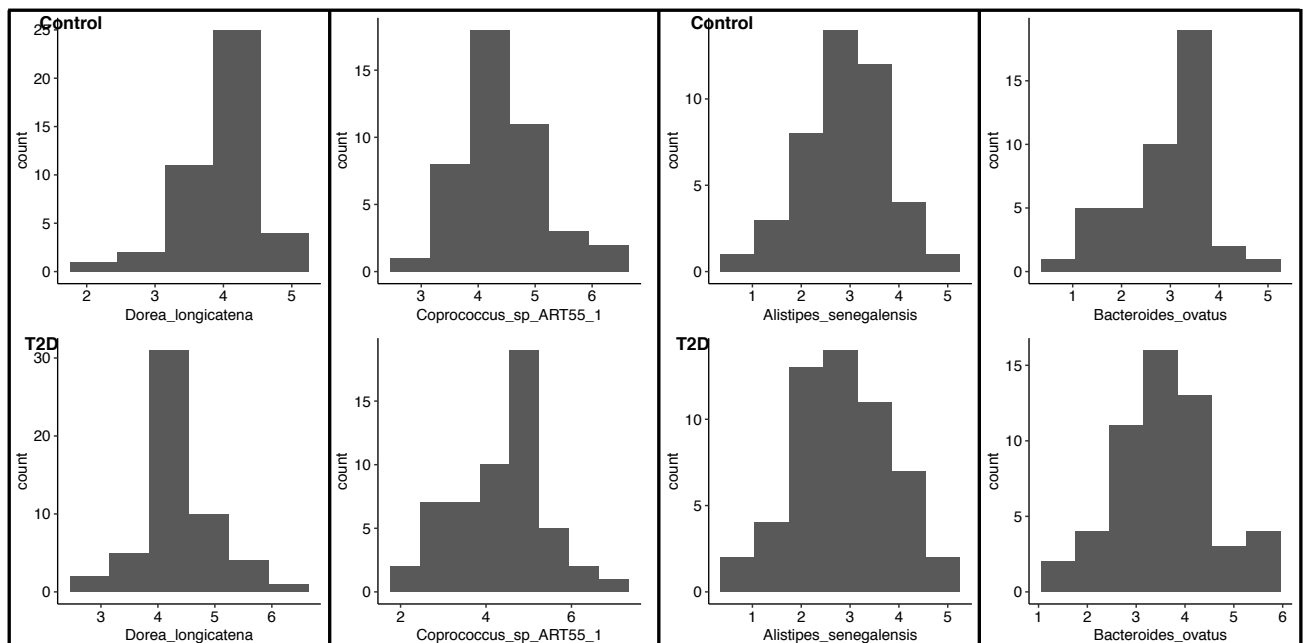 Control
25
20
15
10
5
0
count
2 3 4 5
Dorea_longicatena
15
10
5
0
count
3 4 5 6
Coprococcus_sp_ART55_1
Control
10
5
0
count
1 2 3 4 5
Alistipes_senegalensis
15
10
5
0
count
1 2 3 4 5
Bacteroides_ovatus
T2D
30
20
10
0
count
3 4 5 6
Dorea_longicatena
15
10
5
0
count
2 4 6
Coprococcus_sp_ART55_1
T2D
10
5
0
count
1 2 3 4 5
Alistipes_senegalensis
15
10
5
0
count
1 2 3 4 5 6
Bacteroides_ovatus